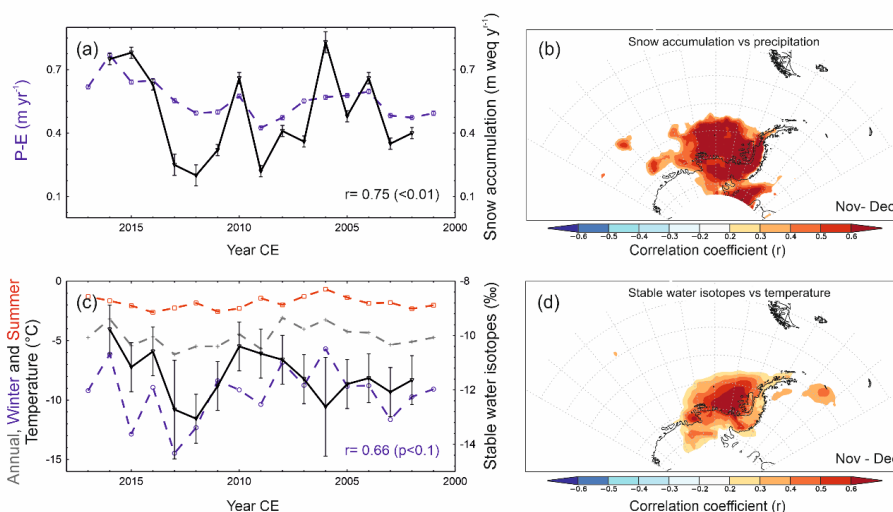 (a)
P-E (m yr⁻¹)
0.7
0.4
0.1
0.7
0.4
0.1
Snow accumulation (m weq y⁻¹)
r= 0.75 (<0.01)
2015
2010
2005
2000
Year CE
(b)
Snow accumulation vs precipitation
Nov- Dec
−0.6
−0.5
−0.4
−0.3
0.2
0.3
0.4
0.5
0.6
Correlation coefficient (r)
(c)
Annual, Winter and Summer
Temperature (°C)
0
-5
-10
-15
-8
-10
-12
-14
Stable water isotopes (‰)
r= 0.66 (p<0.1)
2015
2010
2005
2000
Year CE
(d)
Stable water isotopes vs temperature
Nov - Dec
−0.6
−0.5
−0.4
−0.3
0.2
0.3
0.4
0.5
0.6
Correlation coefficient (r)